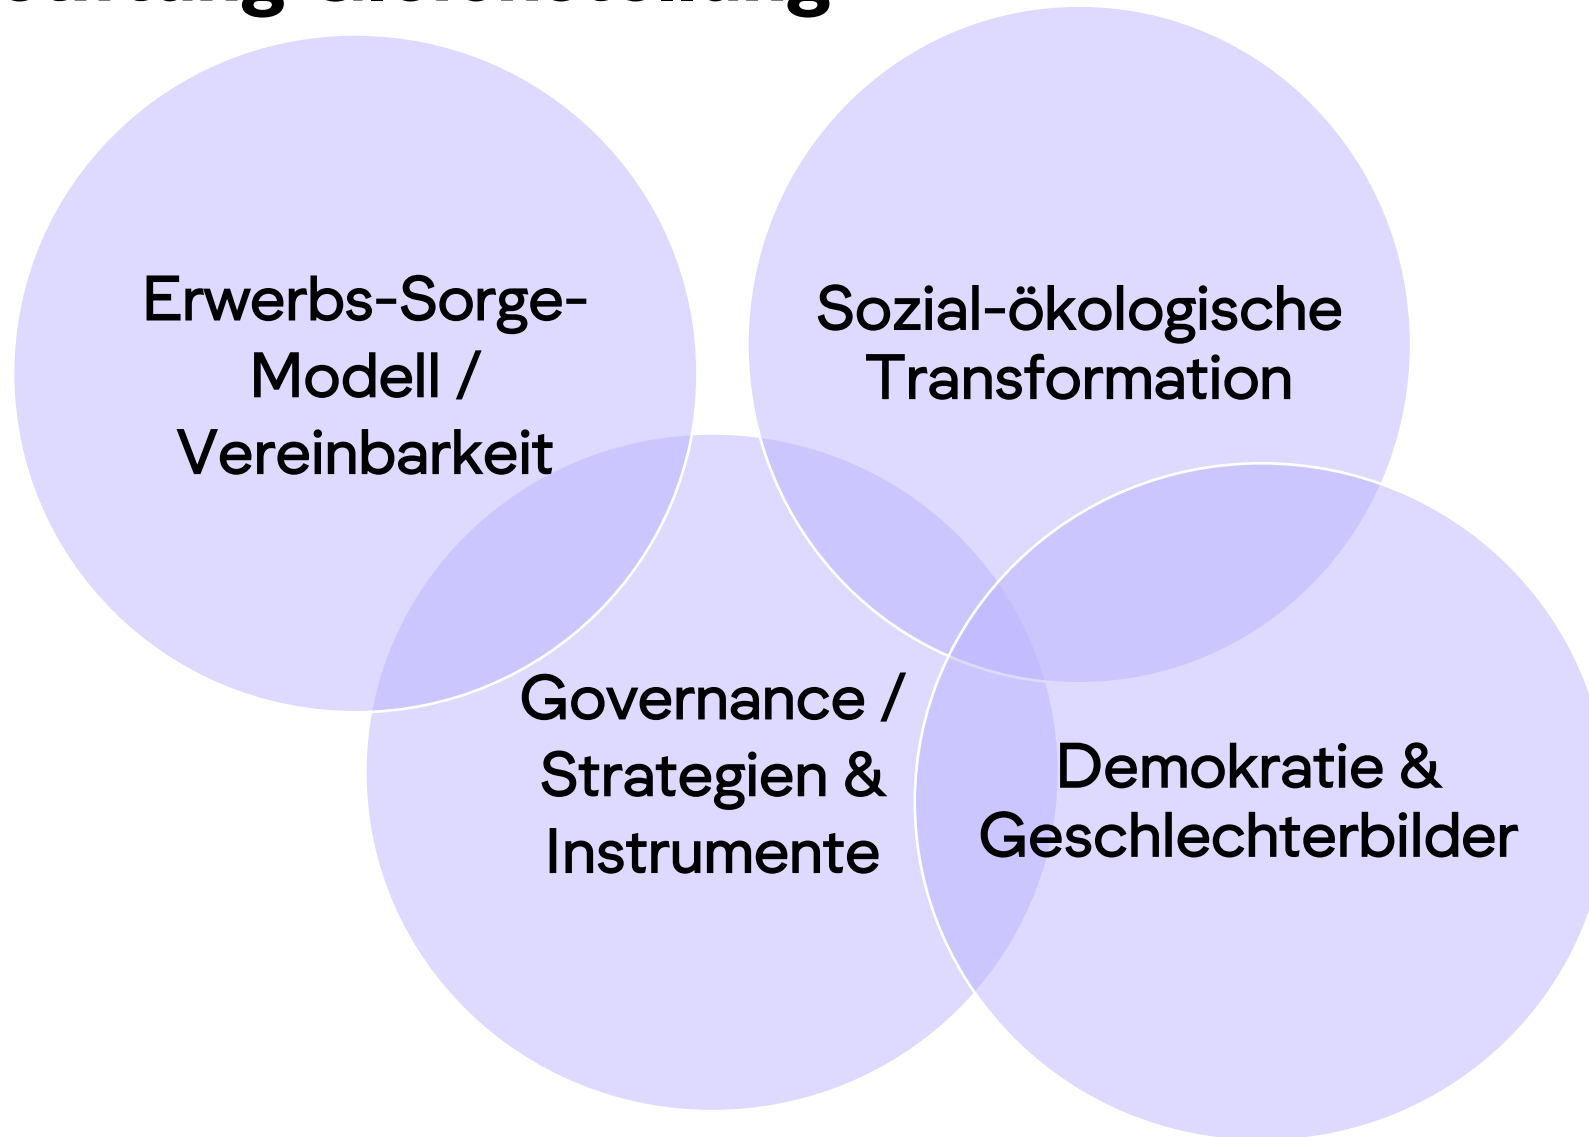 Erwerbs-Sorge-
Modell /
Vereinbarkeit
Sozial-ökologische
Transformation
Governance /
Strategien &
Instrumente
Demokratie &
Geschlechterbilder